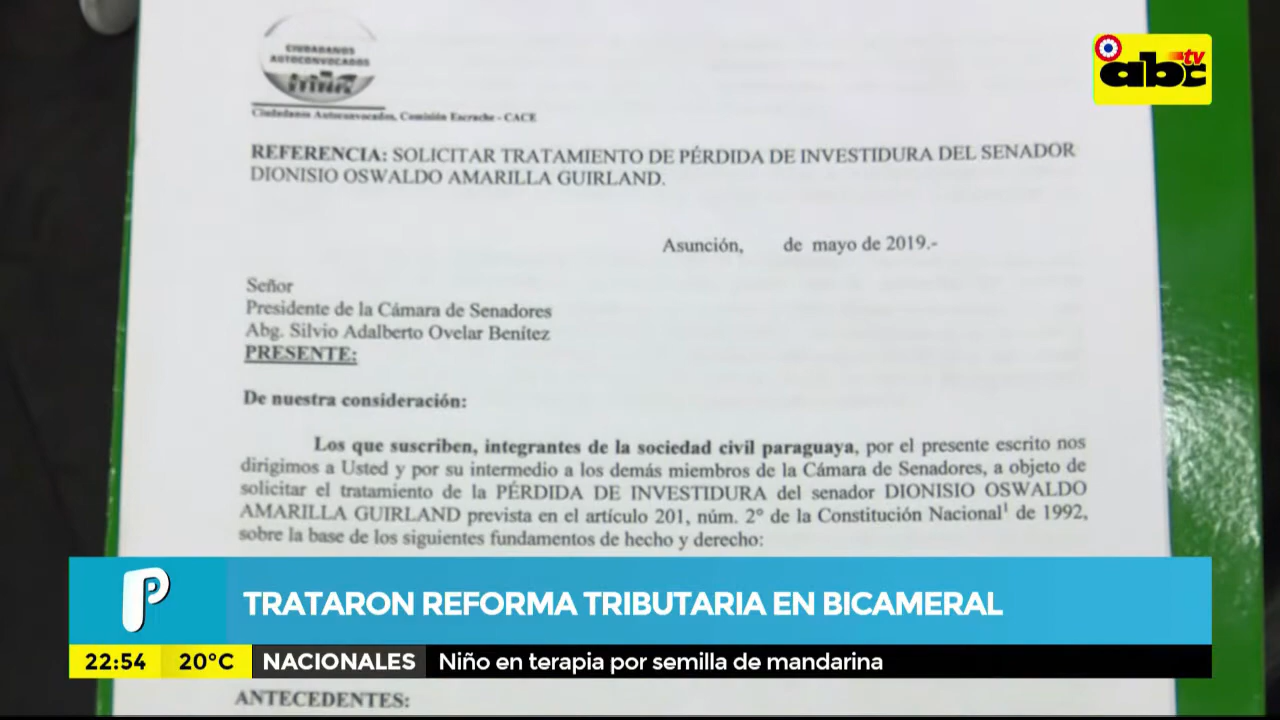 CIUDADANOS
AUTOCONVOCADOS
abc tv
Ciudadanos Autoconvocados, Comisión Escrache - CACE
REFERENCIA: SOLICITAR TRATAMIENTO DE PÉRDIDA DE INVESTIDURA DEL SENADOR
DIONISIO OSWALDO AMARILLA GUIRLAND.
Asunción, de mayo de 2019.-
Señor
Presidente de la Cámara de Senadores
Abg. Silvio Adalberto Ovelar Benítez
PRESENTE:
De nuestra consideración:
Los que suscriben, integrantes de la sociedad civil paraguaya, por el presente escrito nos
dirigimos a Usted y por su intermedio a los demás miembros de la Cámara de Senadores, a objeto de
solicitar el tratamiento de la PÉRDIDA DE INVESTIDURA del senador DIONISIO OSWALDO
AMARILLA GUIRLAND prevista en el artículo 201, núm. 2° de la Constitución Nacional¹ de 1992,
sobre la base de los siguientes fundamentos de hecho y derecho:
P TRATARON REFORMA TRIBUTARIA EN BICAMERAL
22:54 20°C NACIONALES Niño en terapia por semilla de mandarina
ANTECEDENTES: